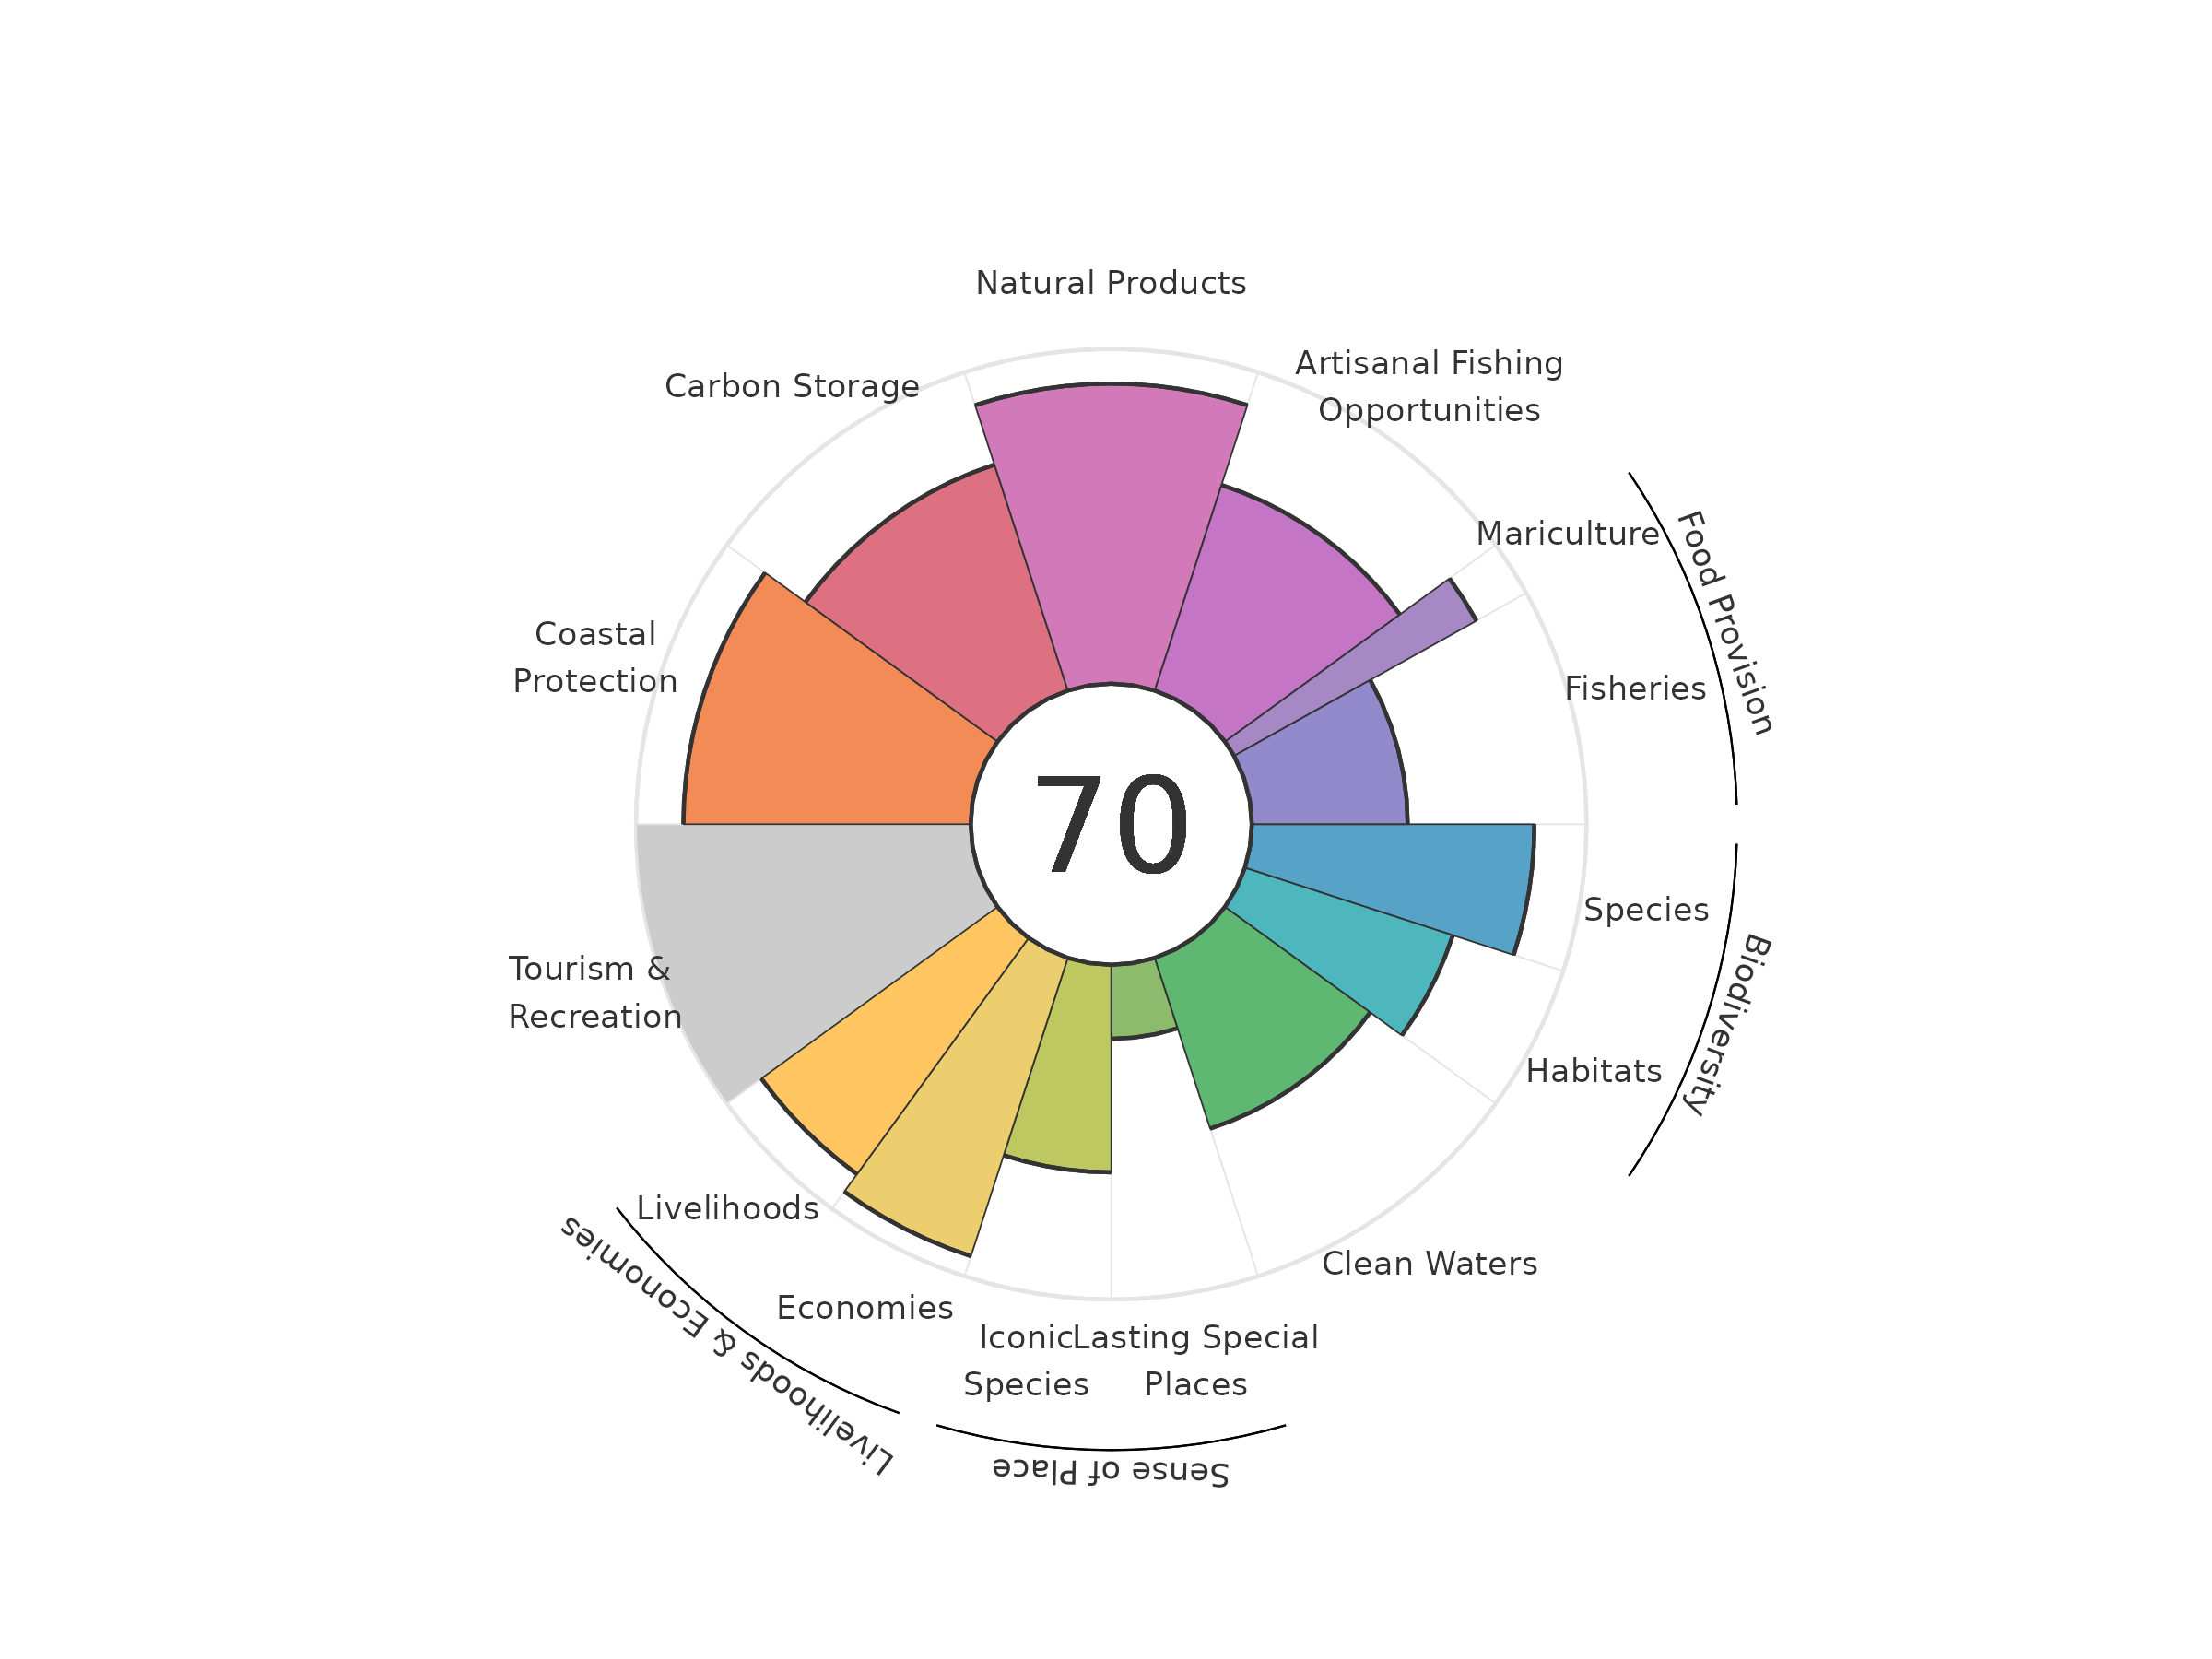 Natural Products
Artisanal Fishing
Opportunities
Carbon Storage
Mariculture
Food Provision
Coastal
Protection
Fisheries
70
Species
Biodiversity
Tourism &
Recreation
Habitats
Livelihoods
Clean Waters
Livelihoods & Economies
Economies
Iconic
Species
Lasting Special
Places
Sense of Place